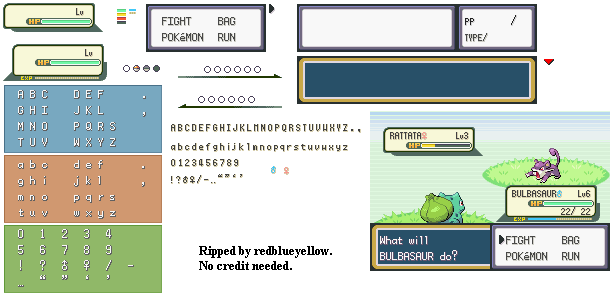 Lv
HP
Lv
HP
EXP
FIGHT BAG
POKéMON RUN
PP /
TYPE/
A B C D E F .
G H I J K L ,
M N O P Q R S
T U V W X Y Z
a b c d e f .
g h i j k l ,
m n o p q r s
t u v w x y z
0 1 2 3 4
5 6 7 8 9
! ? ♂ ♀ / -
… “ ” ‘ ’
ABCDEFGHIJKLMNOPQRSTUVWXYZ.,
abcdefghijklmnopqrstuvwxyz
0123456789
!?♂♀/-…“”‘’
♂ ♀
RATTATA♀ Lv3
HP
BULBASAUR♂ Lv6
HP
22/ 22
EXP
What will
BULBASAUR do?
FIGHT BAG
POKéMON RUN
Ripped by redblueyellow.
No credit needed.